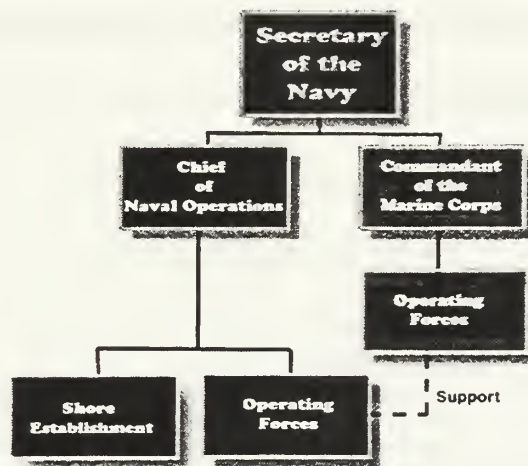 Secretary
of the
Navy
Chief
of
Naval Operations
Commandant
of the
Marine Corps
Operating
Forces
Shore
Establishment
Operating
Forces
Support